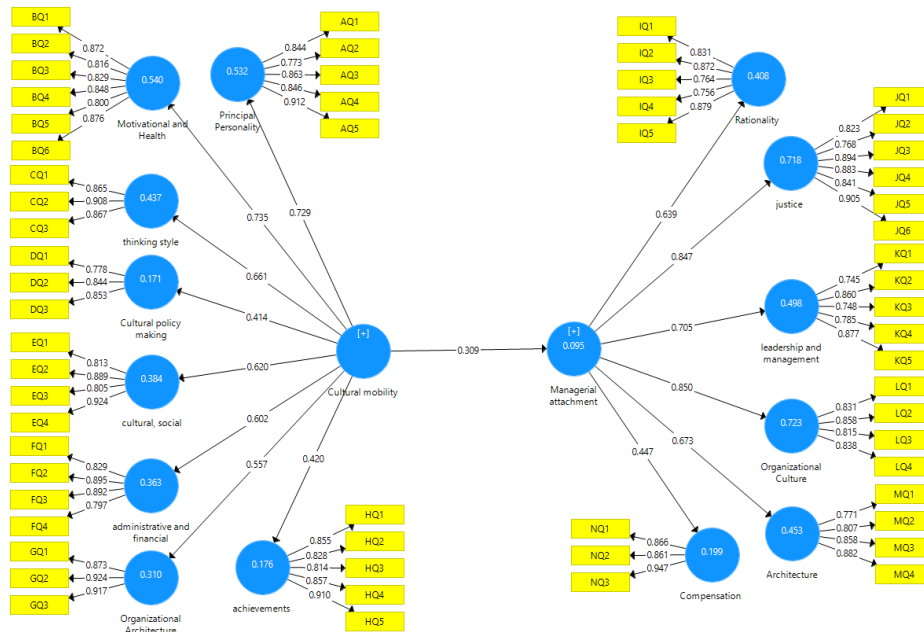 BQ1
BQ2
BQ3
BQ4
BQ5
BQ6
0.872
0.816
0.829
0.848
0.800
0.876
0.540
Motivational and
Health
AQ1
AQ2
AQ3
AQ4
AQ5
0.844
0.773
0.863
0.846
0.912
0.532
Principal
Personality
CQ1
CQ2
CQ3
0.865
0.908
0.867
0.437
thinking style
DQ1
DQ2
DQ3
0.778
0.844
0.853
0.171
Cultural policy
making
EQ1
EQ2
EQ3
EQ4
0.813
0.889
0.805
0.924
0.384
cultural, social
FQ1
FQ2
FQ3
FQ4
0.829
0.895
0.892
0.797
0.363
administrative and
financial
GQ1
GQ2
GQ3
0.873
0.924
0.917
0.310
Organizational
Architecture
HQ1
HQ2
HQ3
HQ4
HQ5
0.855
0.828
0.814
0.857
0.910
0.176
achievements
0.735
0.729
0.661
0.414
0.620
0.602
0.557
0.420
[+]
Cultural mobility
0.309
[+]
0.095
Managerial
attachment
0.639
0.847
0.705
0.850
0.673
0.447
IQ1
IQ2
IQ3
IQ4
IQ5
0.831
0.872
0.764
0.756
0.879
0.408
Rationality
JQ1
JQ2
JQ3
JQ4
JQ5
JQ6
0.823
0.768
0.894
0.883
0.841
0.905
0.718
justice
KQ1
KQ2
KQ3
KQ4
KQ5
0.745
0.860
0.748
0.785
0.877
0.498
leadership and
management
LQ1
LQ2
LQ3
LQ4
0.831
0.858
0.815
0.838
0.723
Organizational
Culture
MQ1
MQ2
MQ3
MQ4
0.771
0.807
0.858
0.882
0.453
Architecture
NQ1
NQ2
NQ3
0.866
0.861
0.947
0.199
Compensation